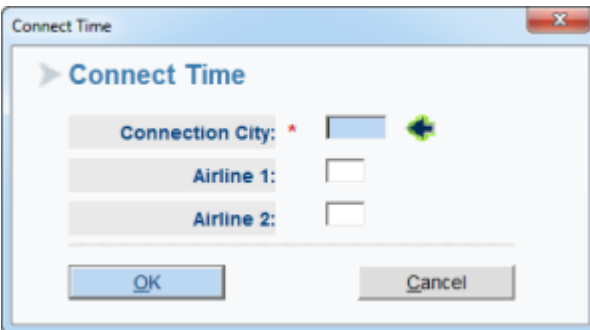 Connect Time
Connect Time
Connection City: *
Airline 1:
Airline 2:
OK Cancel